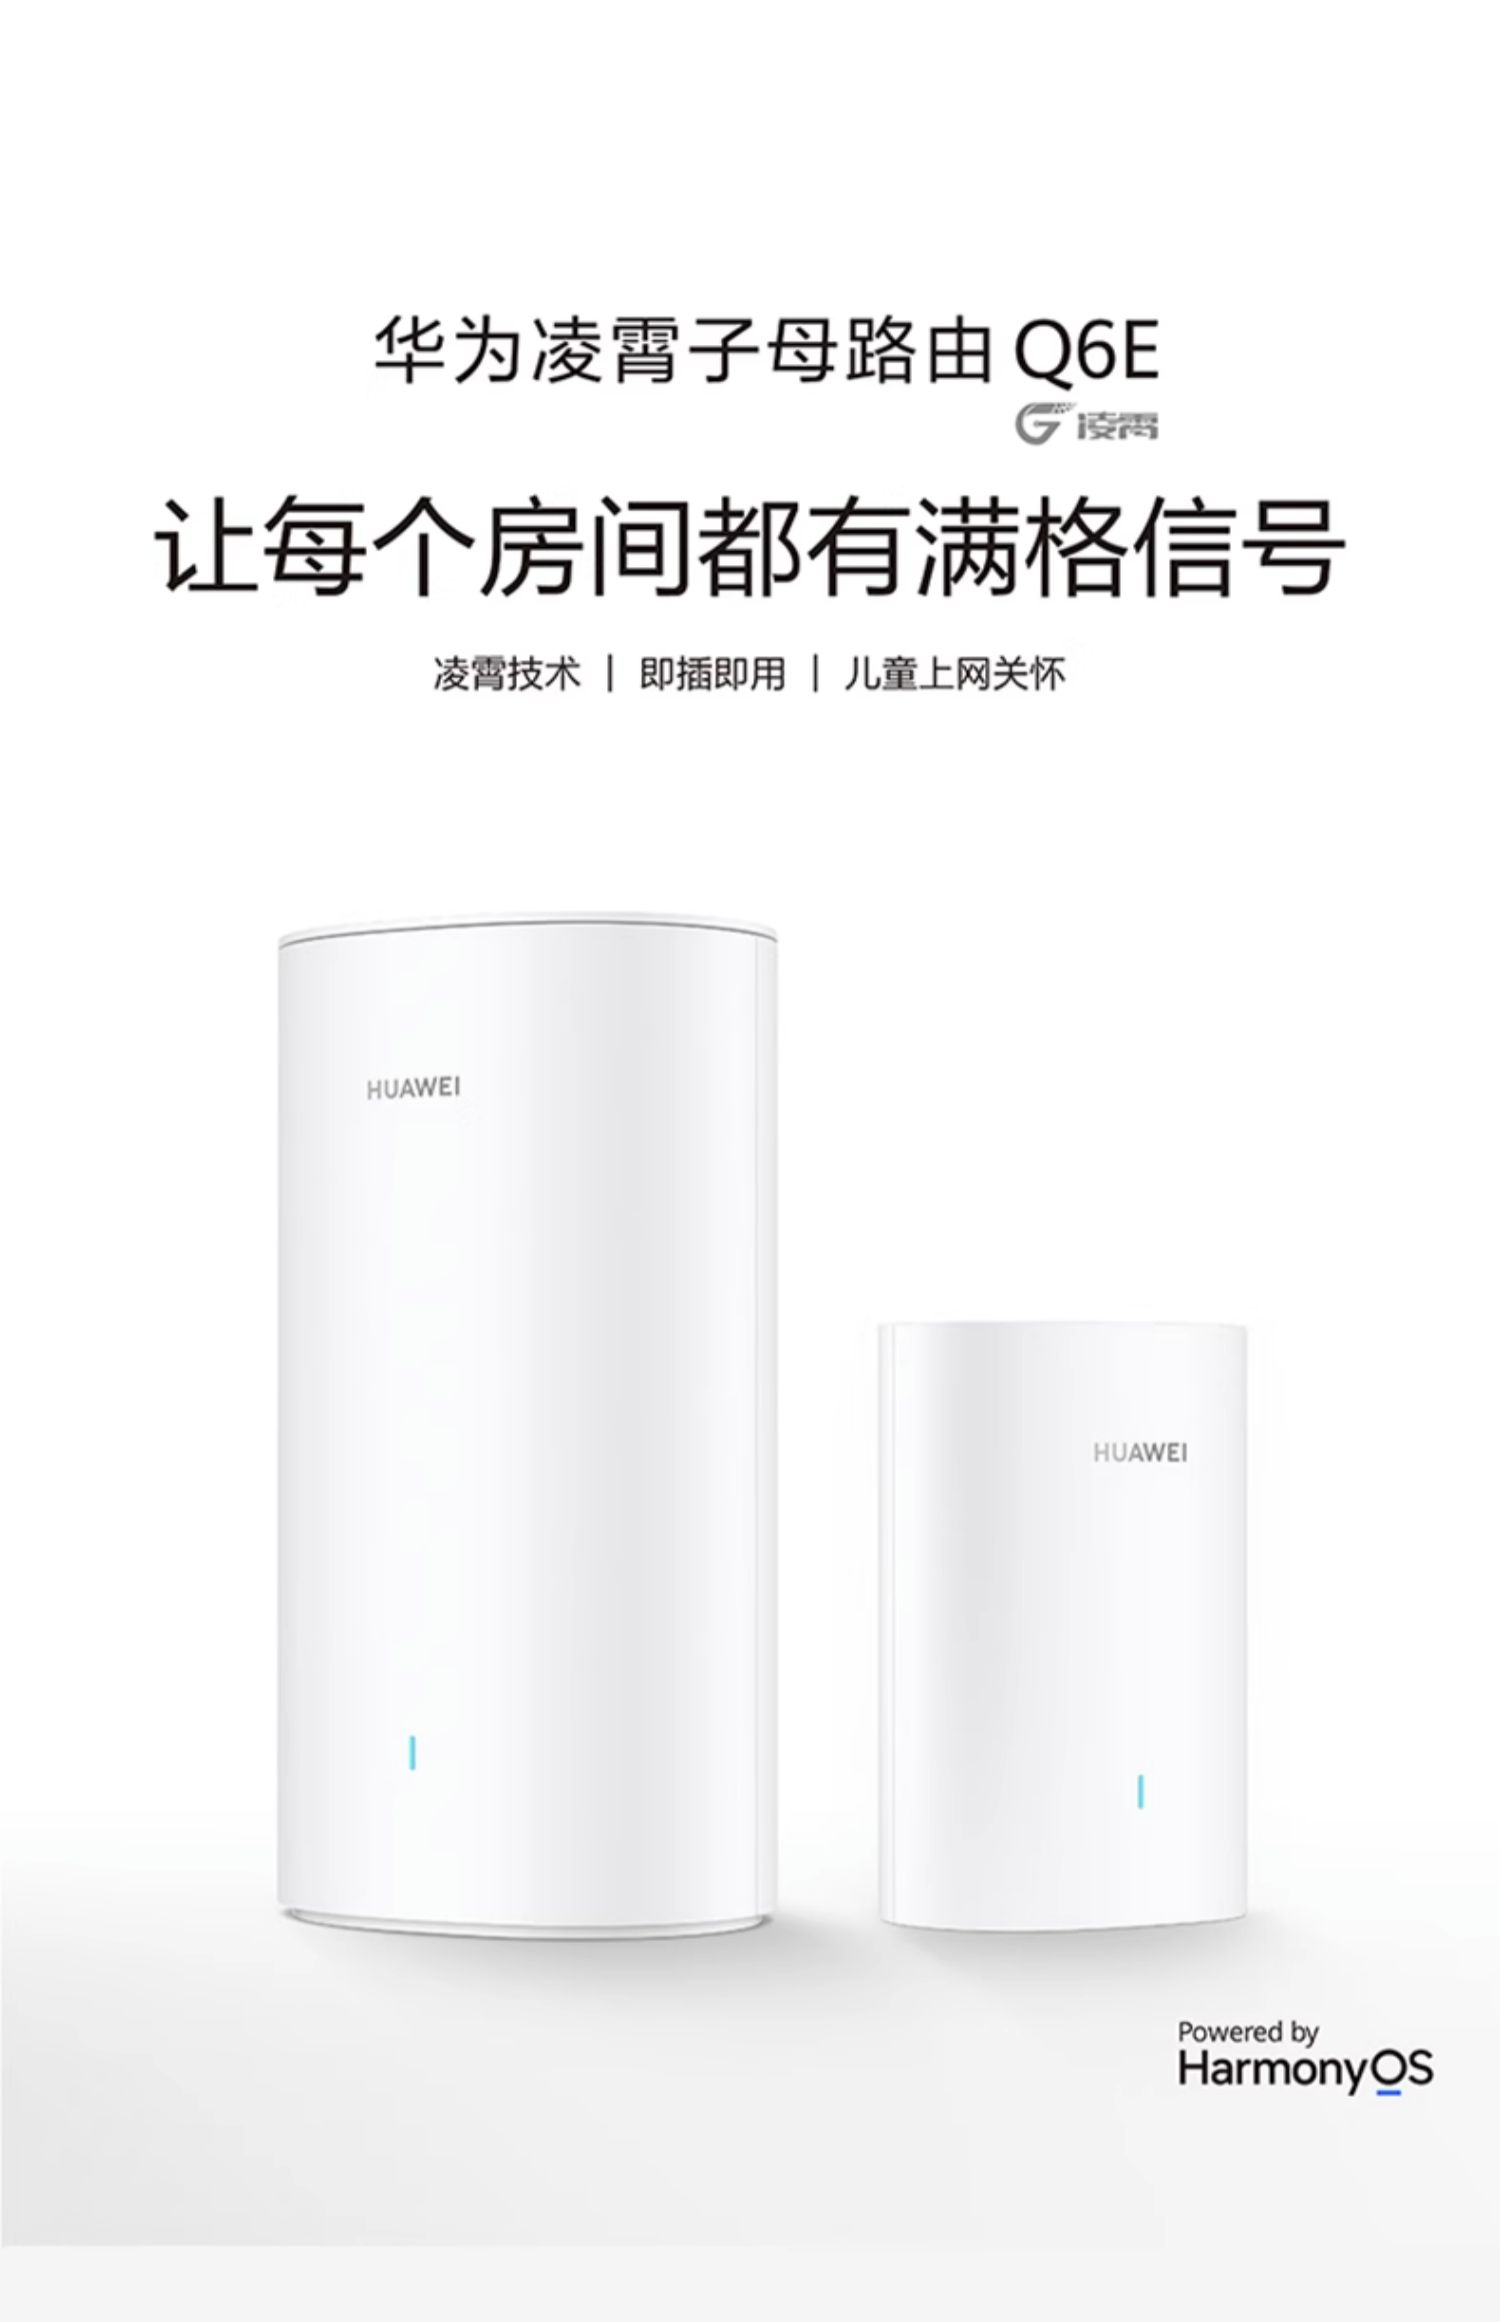 华为凌霄子母路由 Q6E
凌霄
让每个房间都有满格信号
凌霄技术 | 即插即用 | 儿童上网关怀
HUAWEI
HUAWEI
Powered by
HarmonyOS